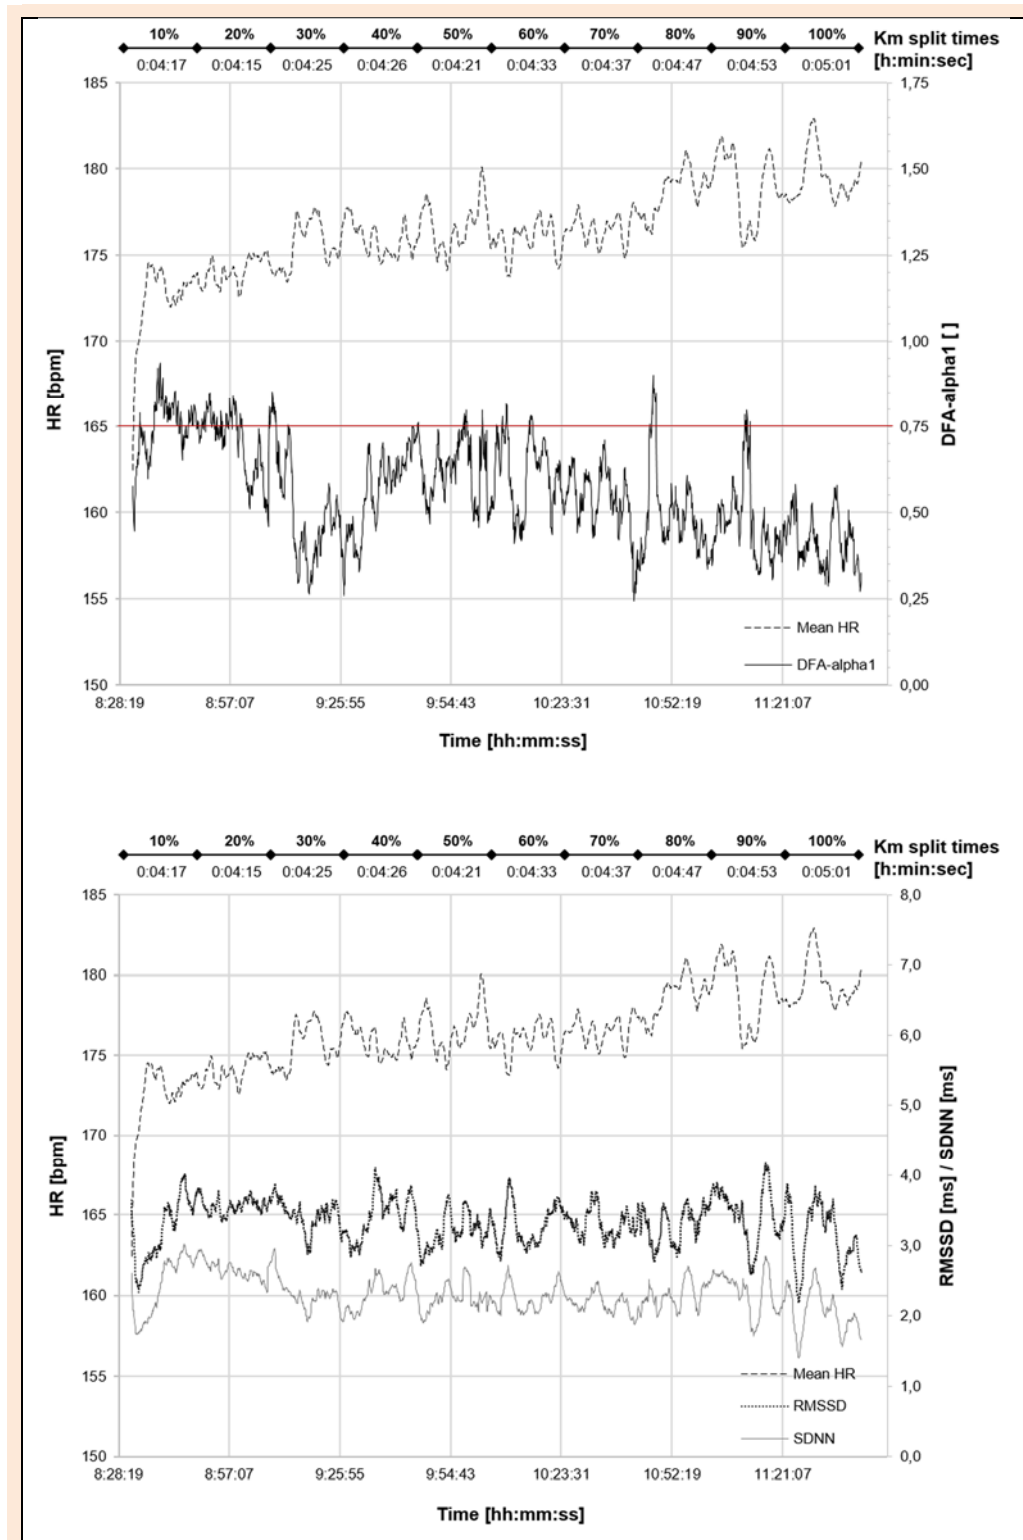 10% 20% 30% 40% 50% 60% 70% 80% 90% 100% Km split times
0:04:17 0:04:15 0:04:25 0:04:26 0:04:21 0:04:33 0:04:37 0:04:47 0:04:53 0:05:01 [h:min:sec]
185 1,75
180 1,50
175 1,25
170 1,00
165 0,75
160 0,50
155 0,25
150 0,00
HR [bpm]
DFA-alpha1 [ ]
Mean HR
DFA-alpha1
8:28:19 8:57:07 9:25:55 9:54:43 10:23:31 10:52:19 11:21:07
Time [hh:mm:ss]
10% 20% 30% 40% 50% 60% 70% 80% 90% 100% Km split times
0:04:17 0:04:15 0:04:25 0:04:26 0:04:21 0:04:33 0:04:37 0:04:47 0:04:53 0:05:01 [h:min:sec]
185 8,0
180 7,0
175 6,0
170 5,0
165 4,0
160 3,0
155 2,0
150 1,0
0,0
HR [bpm]
RMSSD [ms] / SDNN [ms]
Mean HR
RMSSD
SDNN
8:28:19 8:57:07 9:25:55 9:54:43 10:23:31 10:52:19 11:21:07
Time [hh:mm:ss]